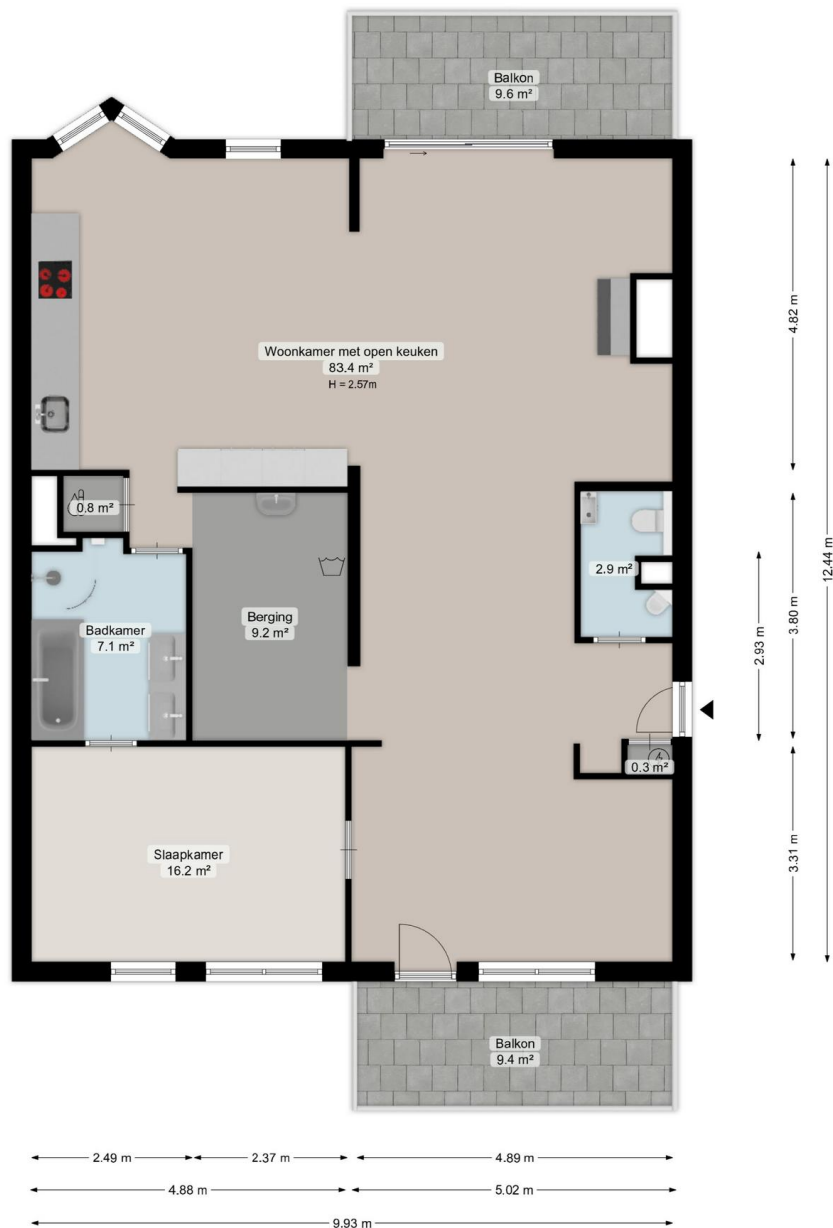 Balkon
9.6 m²
Woonkamer met open keuken
83.4 m²
H = 2.57m
4.82 m
12.44 m
0.8 m²
2.9 m²
3.80 m
2.93 m
Berging
9.2 m²
Badkamer
7.1 m²
0.3 m²
Slaapkamer
16.2 m²
3.31 m
Balkon
9.4 m²
2.49 m
2.37 m
4.89 m
4.88 m
5.02 m
9.93 m